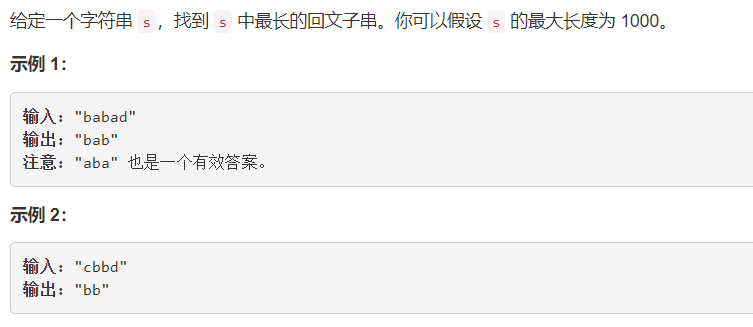 给定一个字符串 s，找到 s 中最长的回文子串。你可以假设 s 的最大长度为 1000。
示例 1：
输入："babad"
输出："bab"
注意："aba" 也是一个有效答案。
示例 2：
输入："cbbd"
输出："bb"